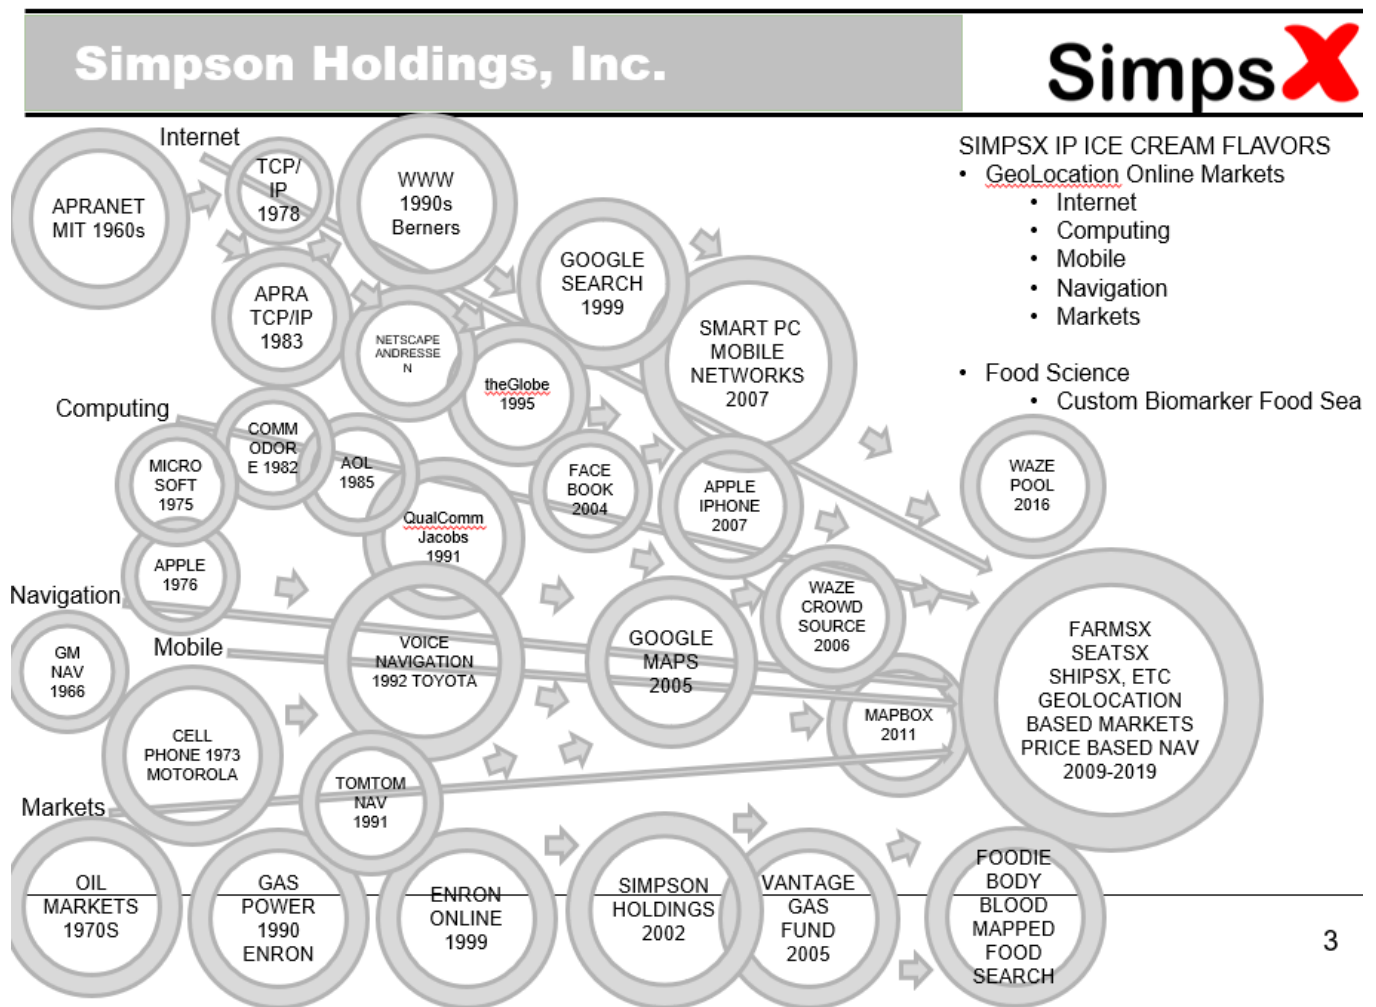 Simpson Holdings, Inc.
SimpsX
Internet
APRANET
MIT 1960s
TCP/
IP
1978
WWW
1990s
Berners
APRA
TCP/IP
1983
NETSCAPE
ANDRESSE
N
theGlobe
1995
GOOGLE
SEARCH
1999
SMART PC
MOBILE
NETWORKS
2007
SIMPSX IP ICE CREAM FLAVORS
• GeoLocation Online Markets
• Internet
• Computing
• Mobile
• Navigation
• Markets
• Food Science
• Custom Biomarker Food Sea
Computing
MICRO
SOFT
1975
COMM
ODOR
E 1982
AOL
1985
QualComm
Jacobs
1991
FACE
BOOK
2004
APPLE
IPHONE
2007
WAZE
POOL
2016
APPLE
1976
Navigation
GM
NAV
1966
Mobile
VOICE
NAVIGATION
1992 TOYOTA
GOOGLE
MAPS
2005
WAZE
CROWD
SOURCE
2006
MAPBOX
2011
FARMSX
SEATSX
SHIPSX, ETC
GEOLOCATION
BASED MARKETS
PRICE BASED NAV
2009-2019
CELL
PHONE 1973
MOTOROLA
TOMTOM
NAV
1991
Markets
OIL
MARKETS
1970S
GAS
POWER
1990
ENRON
ENRON
ONLINE
1999
SIMPSON
HOLDINGS
2002
VANTAGE
GAS
FUND
2005
FOODIE
BODY
BLOOD
MAPPED
FOOD
SEARCH
3